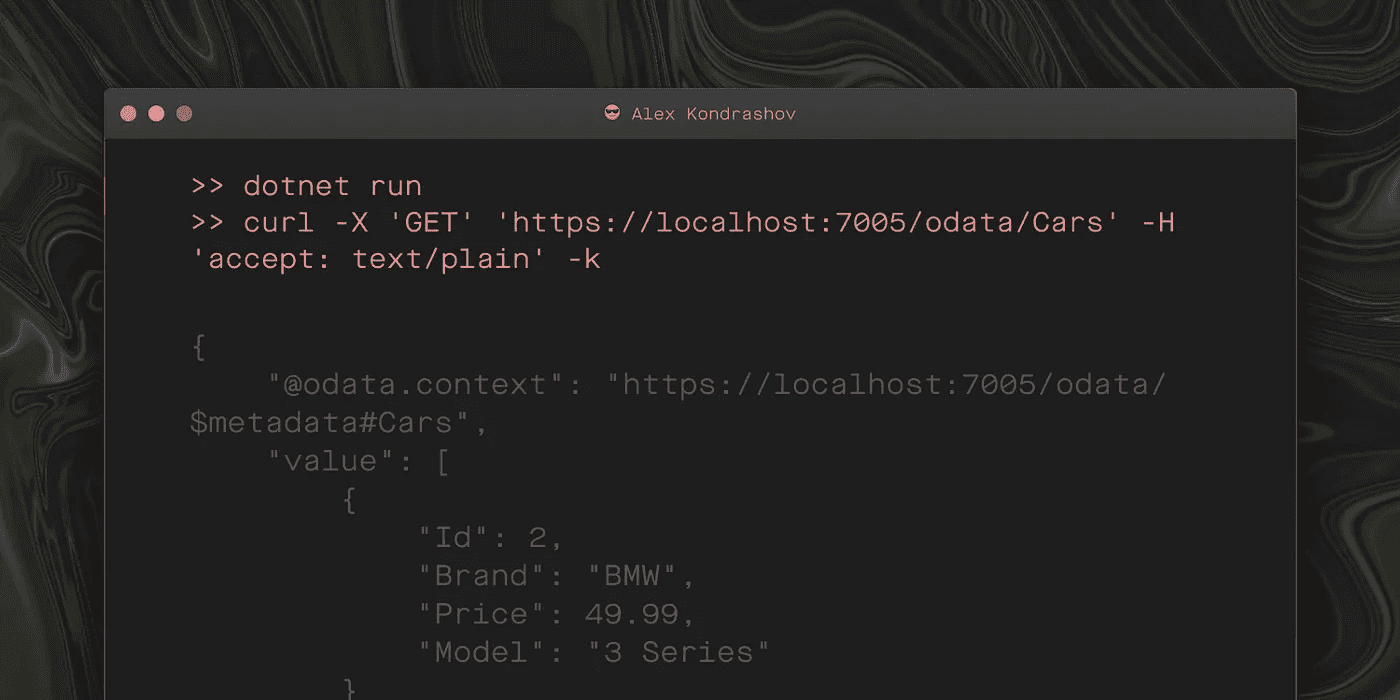 Alex Kondrashov
>> dotnet run
>> curl -X 'GET' 'https://localhost:7005/odata/Cars' -H
'accept: text/plain' -k
{
"@odata.context": "https://localhost:7005/odata/
$metadata#Cars",
"value": [
{
"Id": 2,
"Brand": "BMW",
"Price": 49.99,
"Model": "3 Series"
}